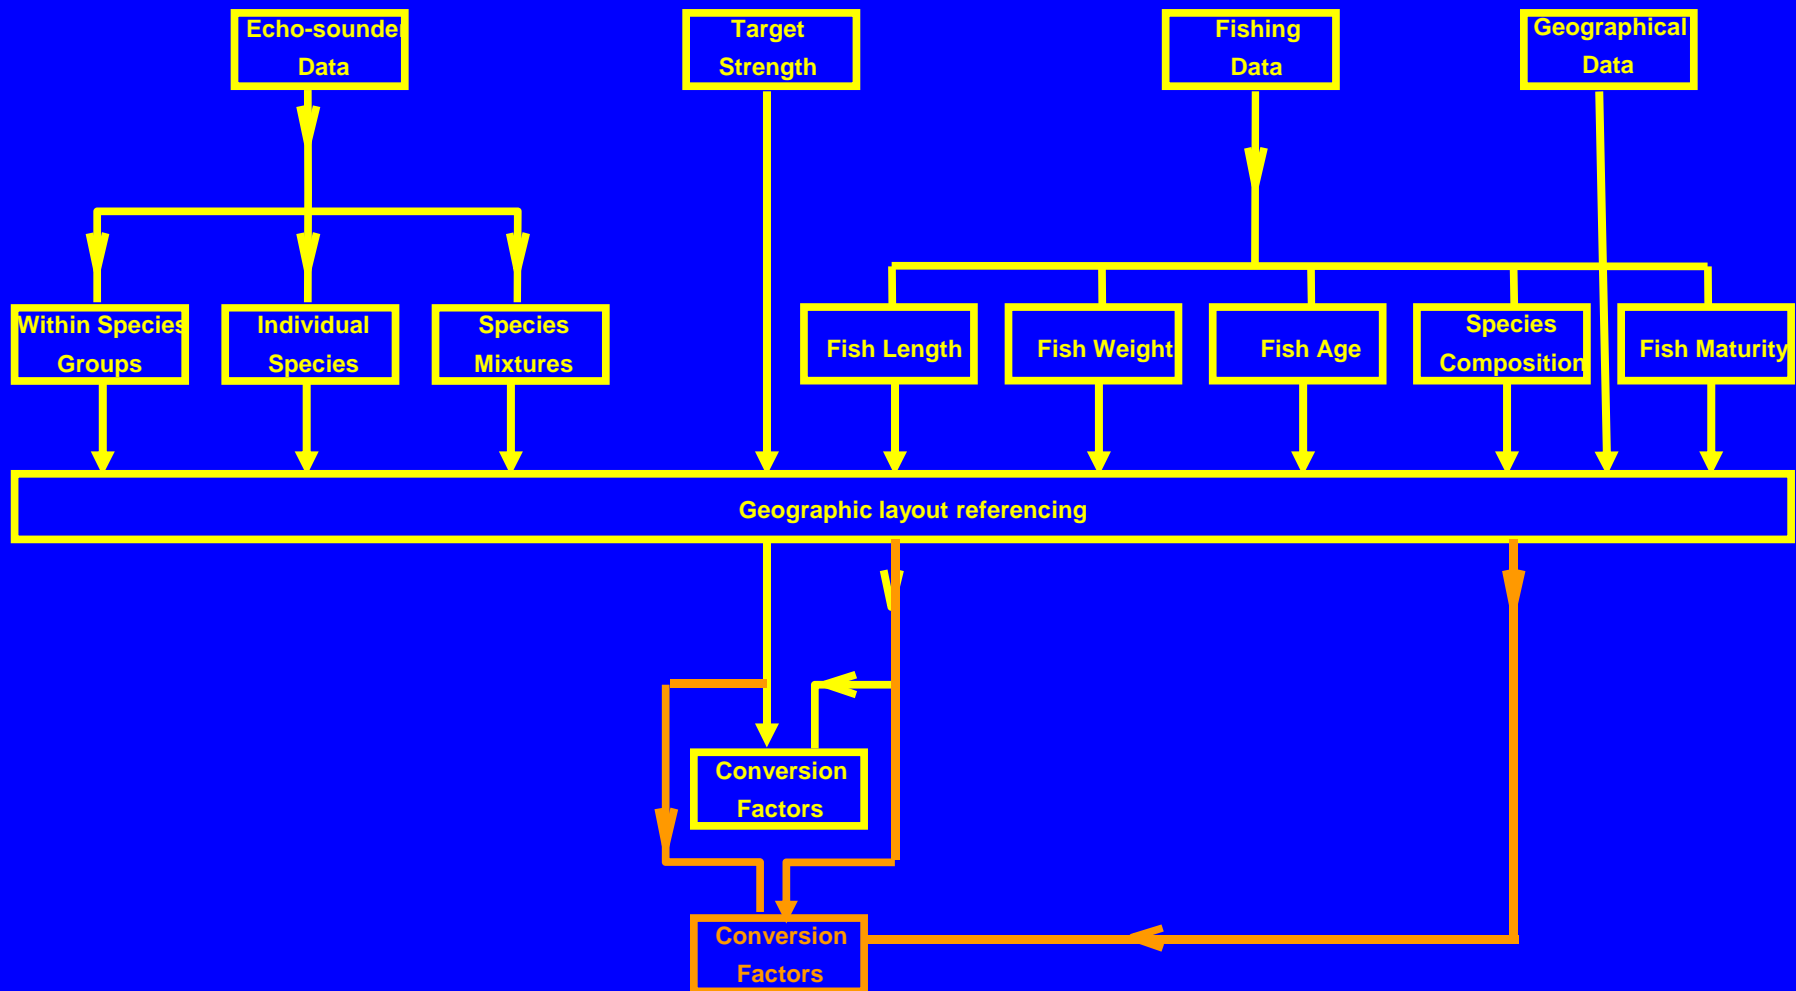 Echo-sounder
Data
Target
Strength
Fishing
Data
Geographical
Data
Within Species
Groups
Individual
Species
Species
Mixtures
Fish Length
Fish Weight
Fish Age
Species
Composition
Fish Maturity
Geographic layout referencing
Conversion
Factors
Conversion
Factors